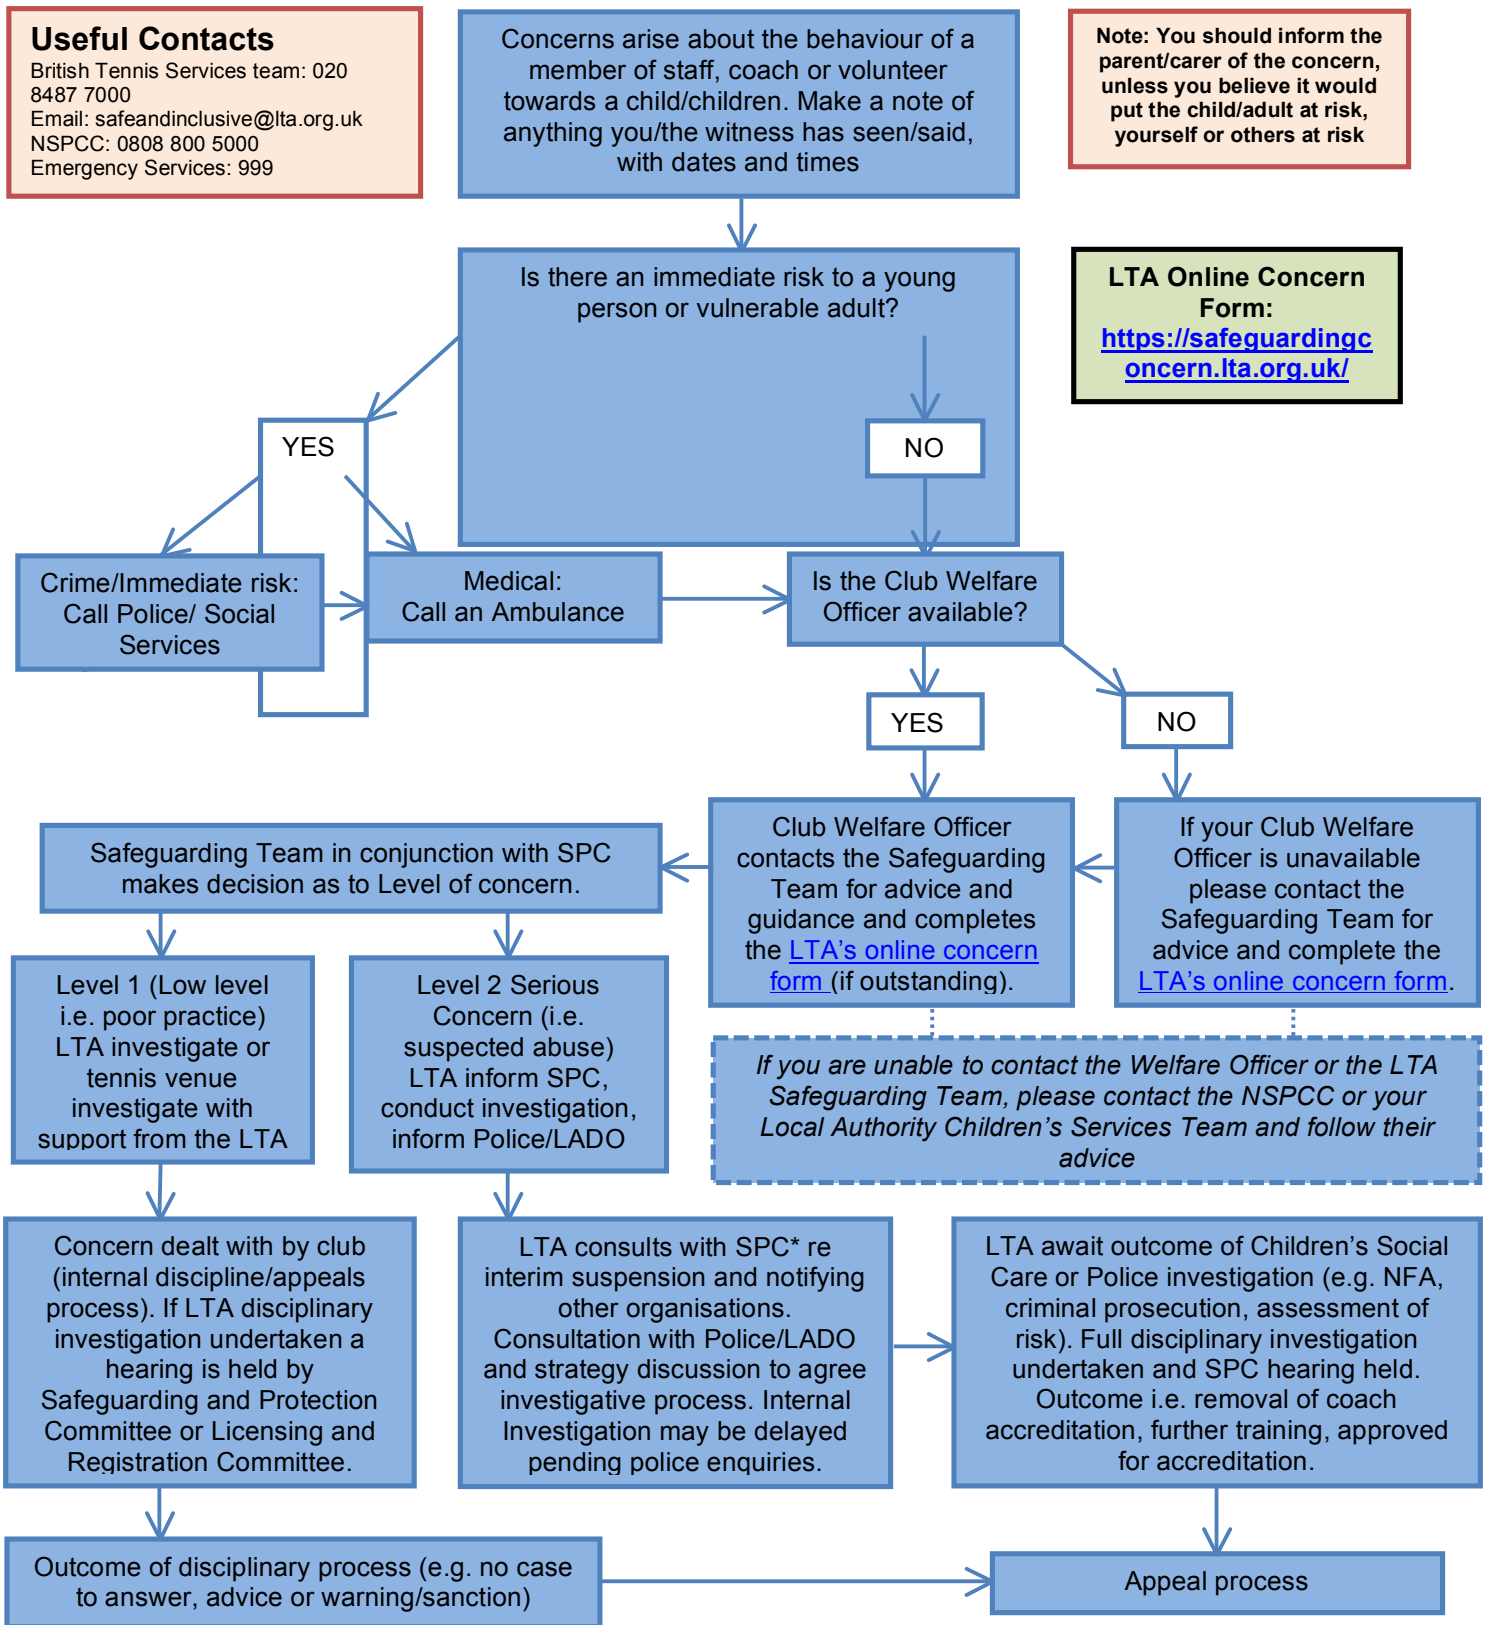 Useful Contacts
British Tennis Services team: 020
8487 7000
Email: safeandinclusive@lta.org.uk
NSPCC: 0808 800 5000
Emergency Services: 999
Concerns arise about the behaviour of a
member of staff, coach or volunteer
towards a child/children. Make a note of
anything you/the witness has seen/said,
with dates and times
Note: You should inform the
parent/carer of the concern,
unless you believe it would
put the child/adult at risk,
yourself or others at risk
Is there an immediate risk to a young
person or vulnerable adult?
LTA Online Concern
Form:
https://safeguardingc
oncern.lta.org.uk/
YES
NO
Crime/Immediate risk:
Call Police/ Social
Services
Medical:
Call an Ambulance
Is the Club Welfare
Officer available?
YES
NO
Safeguarding Team in conjunction with SPC
makes decision as to Level of concern.
Club Welfare Officer
contacts the Safeguarding
Team for advice and
guidance and completes
the LTA's online concern
form (if outstanding).
If your Club Welfare
Officer is unavailable
please contact the
Safeguarding Team for
advice and complete the
LTA's online concern form.
Level 1 (Low level
i.e. poor practice)
LTA investigate or
tennis venue
investigate with
support from the LTA
Level 2 Serious
Concern (i.e.
suspected abuse)
LTA inform SPC,
conduct investigation,
inform Police/LADO
If you are unable to contact the Welfare Officer or the LTA
Safeguarding Team, please contact the NSPCC or your
Local Authority Children's Services Team and follow their
advice
Concern dealt with by club
(internal discipline/appeals
process). If LTA disciplinary
investigation undertaken a
hearing is held by
Safeguarding and Protection
Committee or Licensing and
Registration Committee.
LTA consults with SPC* re
interim suspension and notifying
other organisations.
Consultation with Police/LADO
and strategy discussion to agree
investigative process. Internal
Investigation may be delayed
pending police enquiries.
LTA await outcome of Children's Social
Care or Police investigation (e.g. NFA,
criminal prosecution, assessment of
risk). Full disciplinary investigation
undertaken and SPC hearing held.
Outcome i.e. removal of coach
accreditation, further training, approved
for accreditation.
Outcome of disciplinary process (e.g. no case
to answer, advice or warning/sanction)
Appeal process